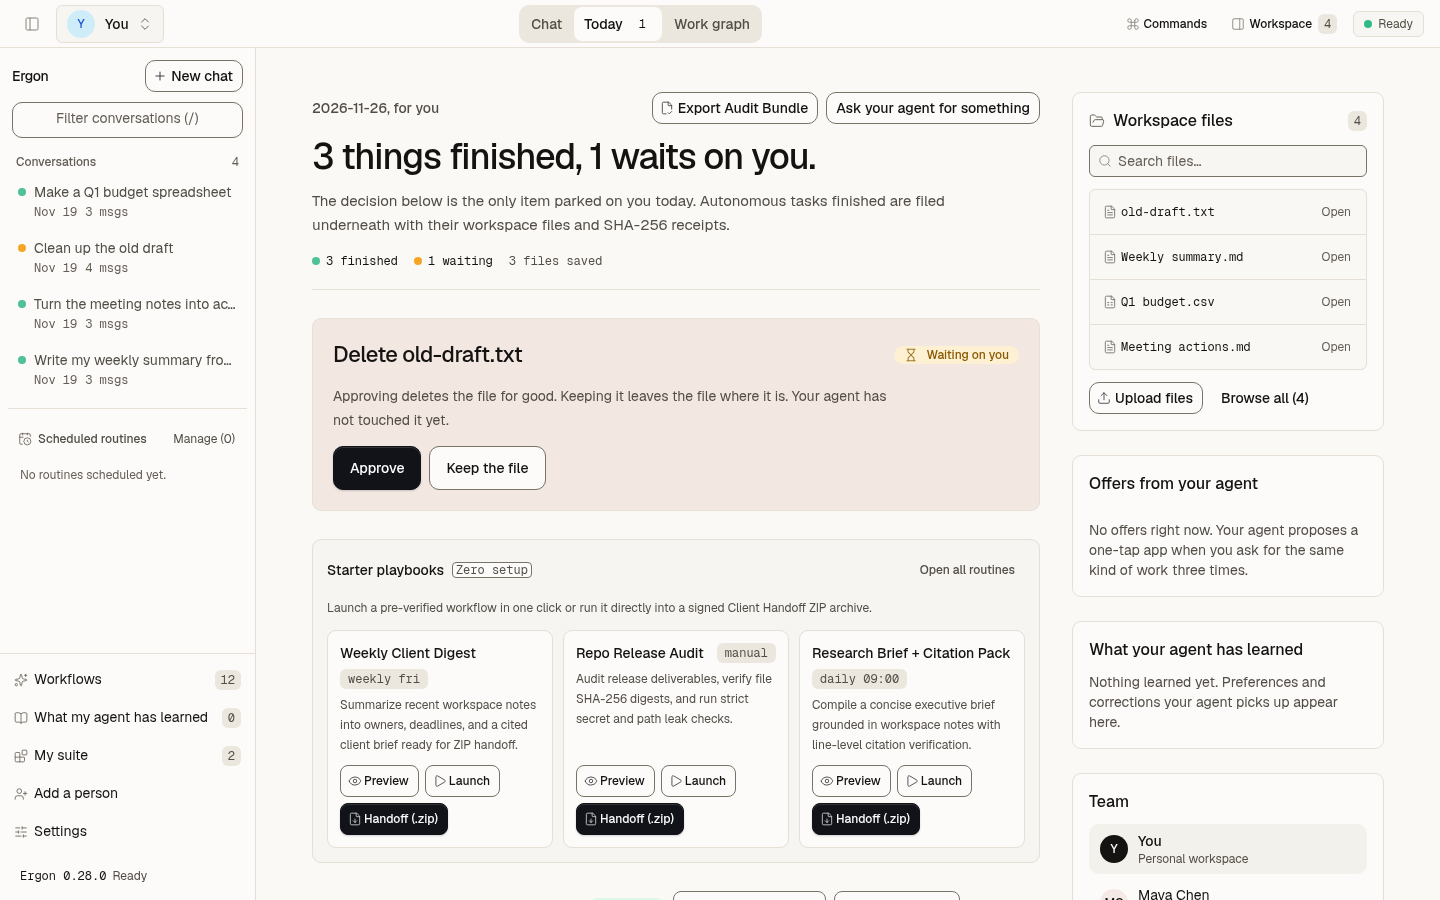 Y You
Chat
Today 1
Work graph
Commands
Workspace 4
Ready
Ergon
New chat
Filter conversations (/)
Conversations 4
Make a Q1 budget spreadsheet
Nov 19 3 msgs
Clean up the old draft
Nov 19 4 msgs
Turn the meeting notes into ac…
Nov 19 3 msgs
Write my weekly summary fro…
Nov 19 3 msgs
Scheduled routines
Manage (0)
No routines scheduled yet.
Workflows 12
What my agent has learned 0
My suite 2
Add a person
Settings
Ergon 0.28.0 Ready
2026-11-26, for you
Export Audit Bundle
Ask your agent for something
3 things finished, 1 waits on you.
The decision below is the only item parked on you today. Autonomous tasks finished are filed
underneath with their workspace files and SHA-256 receipts.
3 finished
1 waiting
3 files saved
Delete old-draft.txt
Waiting on you
Approving deletes the file for good. Keeping it leaves the file where it is. Your agent has
not touched it yet.
Approve
Keep the file
Starter playbooks
Zero setup
Open all routines
Launch a pre-verified workflow in one click or run it directly into a signed Client Handoff ZIP archive.
Weekly Client Digest
weekly fri
Summarize recent workspace notes
into owners, deadlines, and a cited
client brief ready for ZIP handoff.
Preview
Launch
Handoff (.zip)
Repo Release Audit
manual
Audit release deliverables, verify file
SHA-256 digests, and run strict
secret and path leak checks.
Preview
Launch
Handoff (.zip)
Research Brief + Citation Pack
daily 09:00
Compile a concise executive brief
grounded in workspace notes with
line-level citation verification.
Preview
Launch
Handoff (.zip)
Workspace files 4
Search files…
old-draft.txt Open
Weekly summary.md Open
Q1 budget.csv Open
Meeting actions.md Open
Upload files
Browse all (4)
Offers from your agent
No offers right now. Your agent proposes a
one-tap app when you ask for the same
kind of work three times.
What your agent has learned
Nothing learned yet. Preferences and
corrections your agent picks up appear
here.
Team
Y You
Personal workspace
Maya Chen